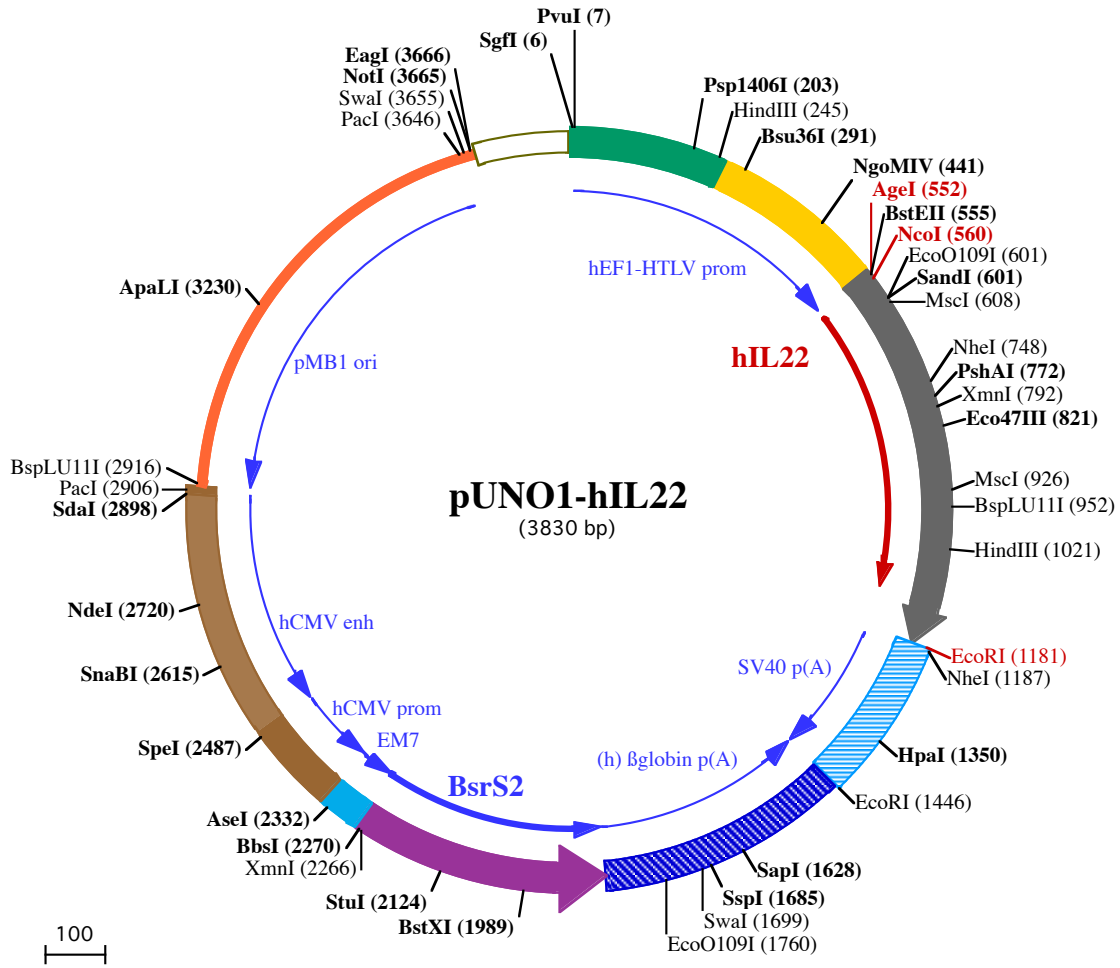 PvuI (7)
SgfI (6)
EagI (3666)
NotI (3665)
SwaI (3655)
PacI (3646)
Psp1406I (203)
HindIII (245)
Bsu36I (291)
NgoMIV (441)
AgeI (552)
BstEII (555)
NcoI (560)
EcoO109I (601)
SandI (601)
MscI (608)
hEF1-HTLV prom
ApaLI (3230)
pMB1 ori
hIL22
NheI (748)
PshAI (772)
XmnI (792)
Eco47III (821)
BspLU11I (2916)
PacI (2906)
SdaI (2898)
pUNO1-hIL22
(3830 bp)
MscI (926)
BspLU11I (952)
HindIII (1021)
NdeI (2720)
hCMV enh
SnaBI (2615)
SV40 p(A)
EcoRI (1181)
NheI (1187)
hCMV prom
EM7
SpeI (2487)
(h) ßglobin p(A)
HpaI (1350)
BsrS2
EcoRI (1446)
AseI (2332)
BbsI (2270)
XmnI (2266)
SapI (1628)
StuI (2124)
SspI (1685)
BstXI (1989)
SwaI (1699)
EcoO109I (1760)
100